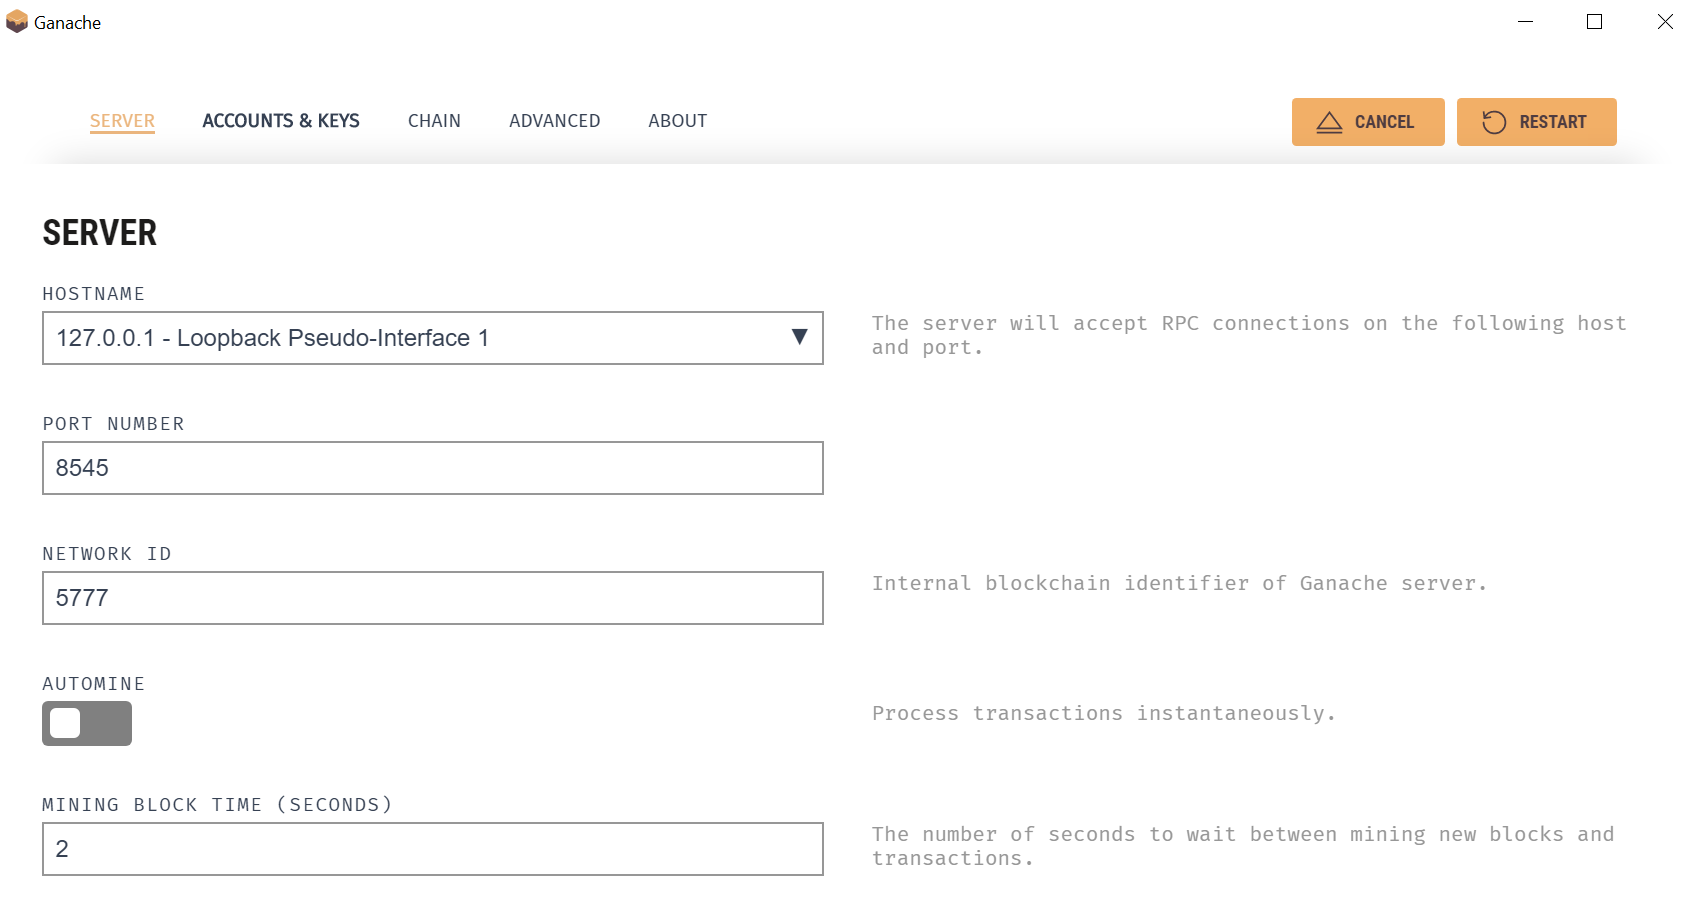 Ganache
SERVER ACCOUNTS & KEYS CHAIN ADVANCED ABOUT CANCEL RESTART
SERVER
HOSTNAME
127.0.0.1 - Loopback Pseudo-Interface 1
The server will accept RPC connections on the following host
and port.
PORT NUMBER
8545
NETWORK ID
5777
Internal blockchain identifier of Ganache server.
AUTOMINE
Process transactions instantaneously.
MINING BLOCK TIME (SECONDS)
2
The number of seconds to wait between mining new blocks and
transactions.